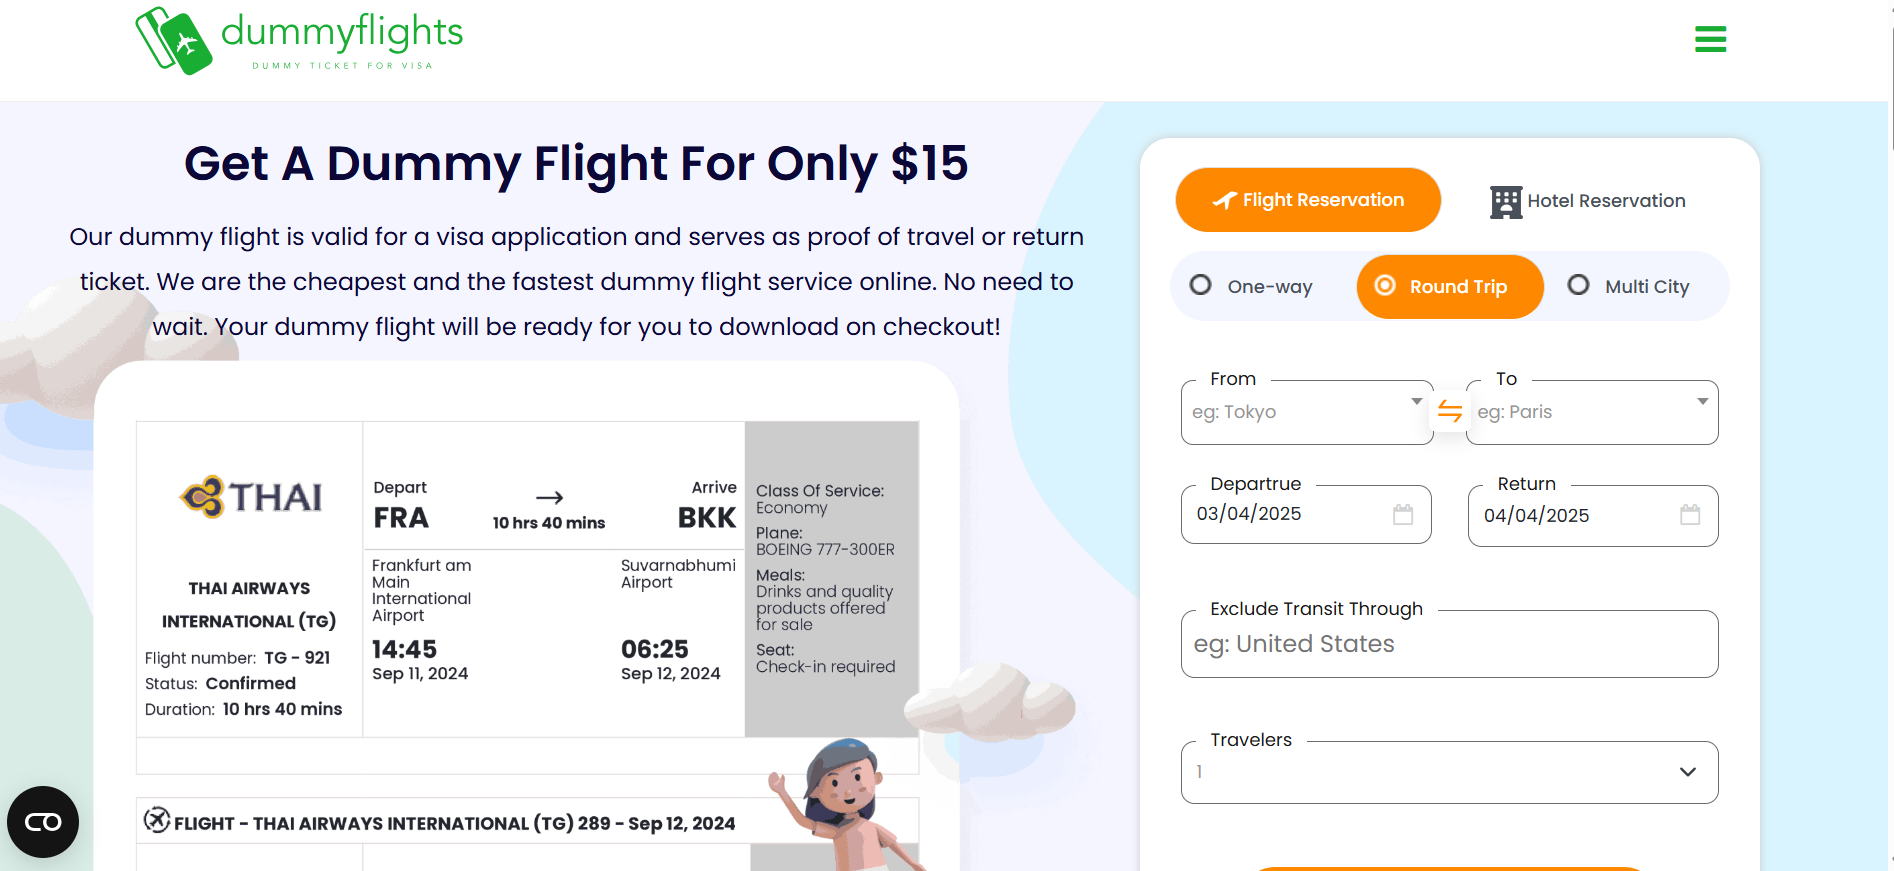 dummyflights
DUMMY TICKET FOR VISA
Get A Dummy Flight For Only $15
Our dummy flight is valid for a visa application and serves as proof of travel or return
ticket. We are the cheapest and the fastest dummy flight service online. No need to
wait. Your dummy flight will be ready for you to download on checkout!
THAI
THAI AIRWAYS
INTERNATIONAL (TG)
Flight number: TG - 921
Status: Confirmed
Duration: 10 hrs 40 mins
Depart
FRA
10 hrs 40 mins
Arrive
BKK
Frankfurt am
Main
International
Airport
14:45
Sep 11, 2024
Suvarnabhumi
Airport
06:25
Sep 12, 2024
Class Of Service:
Economy
Plane:
BOEING 777-300ER
Meals:
Drinks and quality
products offered
for sale
Seat:
Check-in required
FLIGHT - THAI AIRWAYS INTERNATIONAL (TG) 289 - Sep 12, 2024
Flight Reservation
Hotel Reservation
One-way
Round Trip
Multi City
From
eg: Tokyo
To
eg: Paris
Departrue
03/04/2025
Return
04/04/2025
Exclude Transit Through
eg: United States
Travelers
1